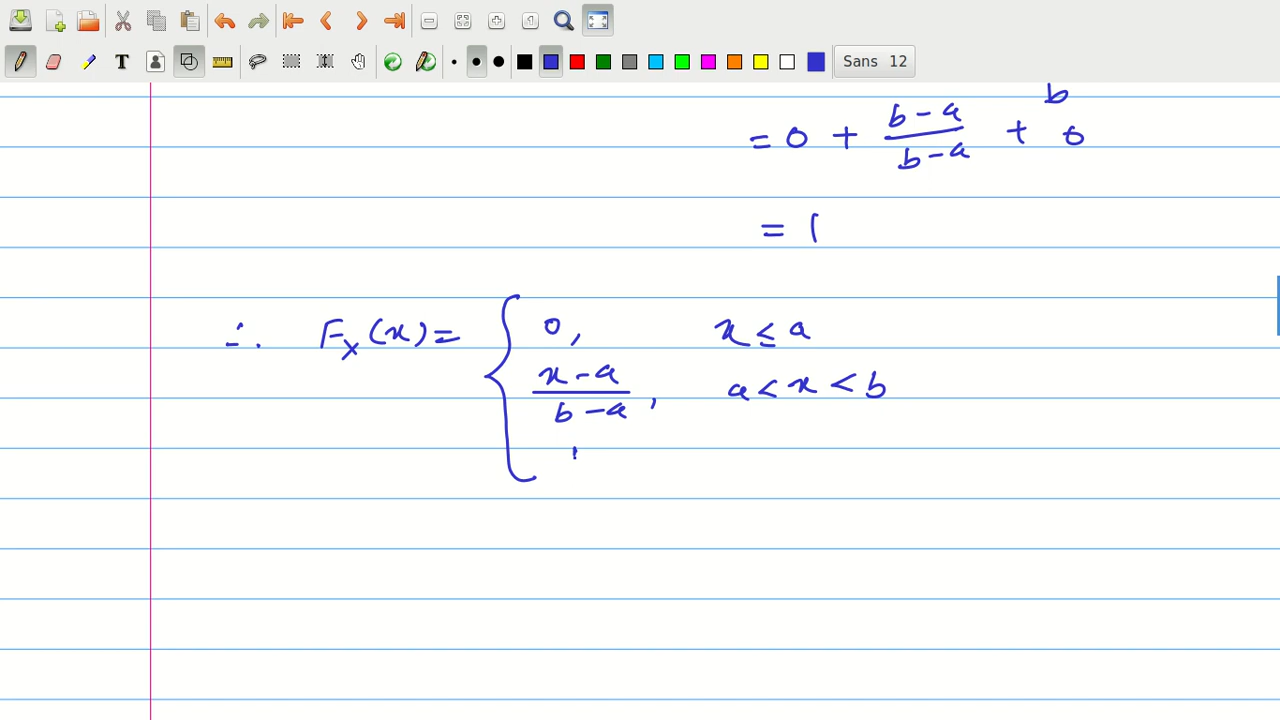 Sans 12
b
= 0 + (b-a)/(b-a) + 0
= 1
∴ F_X(x) = { 0, x ≤ a
(x-a)/(b-a), a < x < b